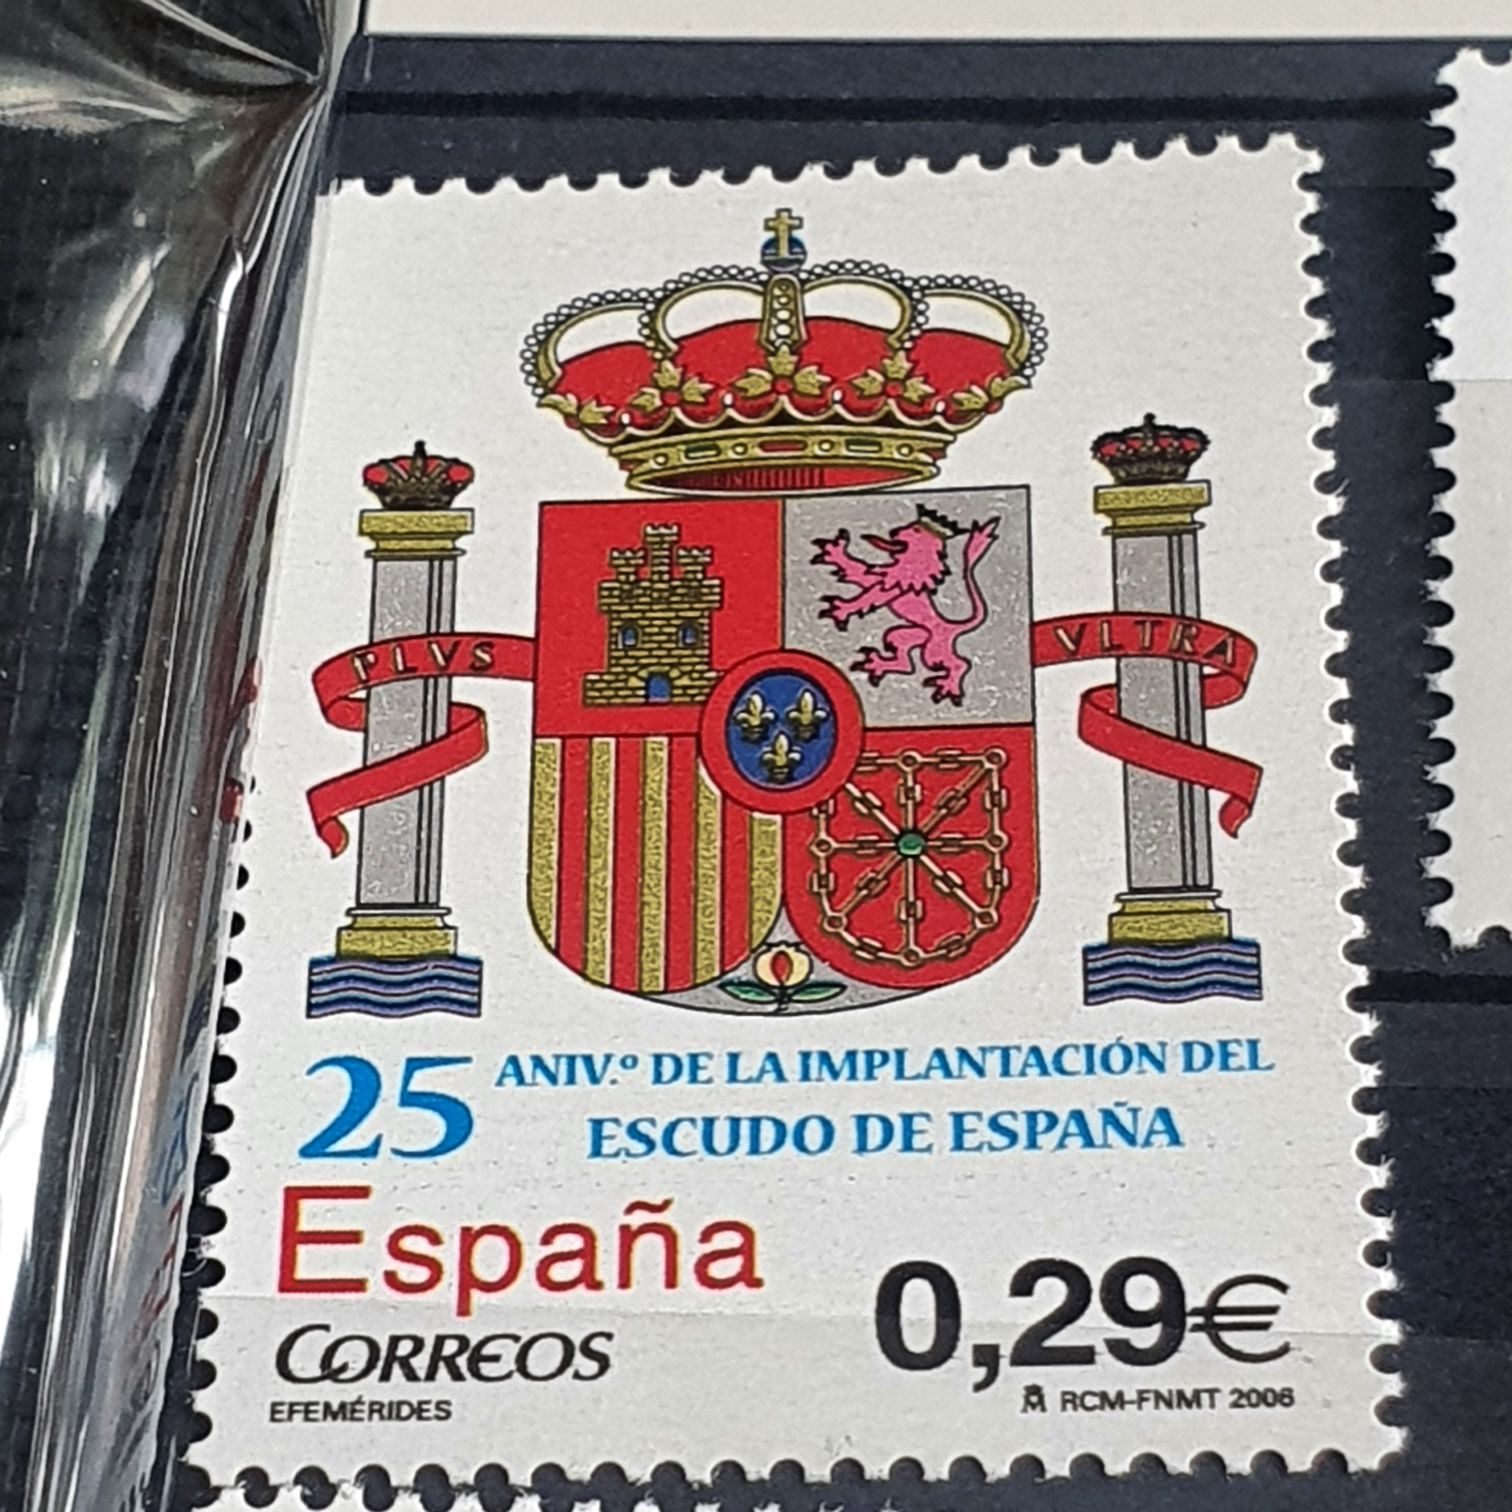 PLVS VLTRA
25 ANIV.º DE LA IMPLANTACIÓN DEL
ESCUDO DE ESPAÑA
España
CORREOS
0,29€
EFEMÉRIDES
RCM-FNMT 2006